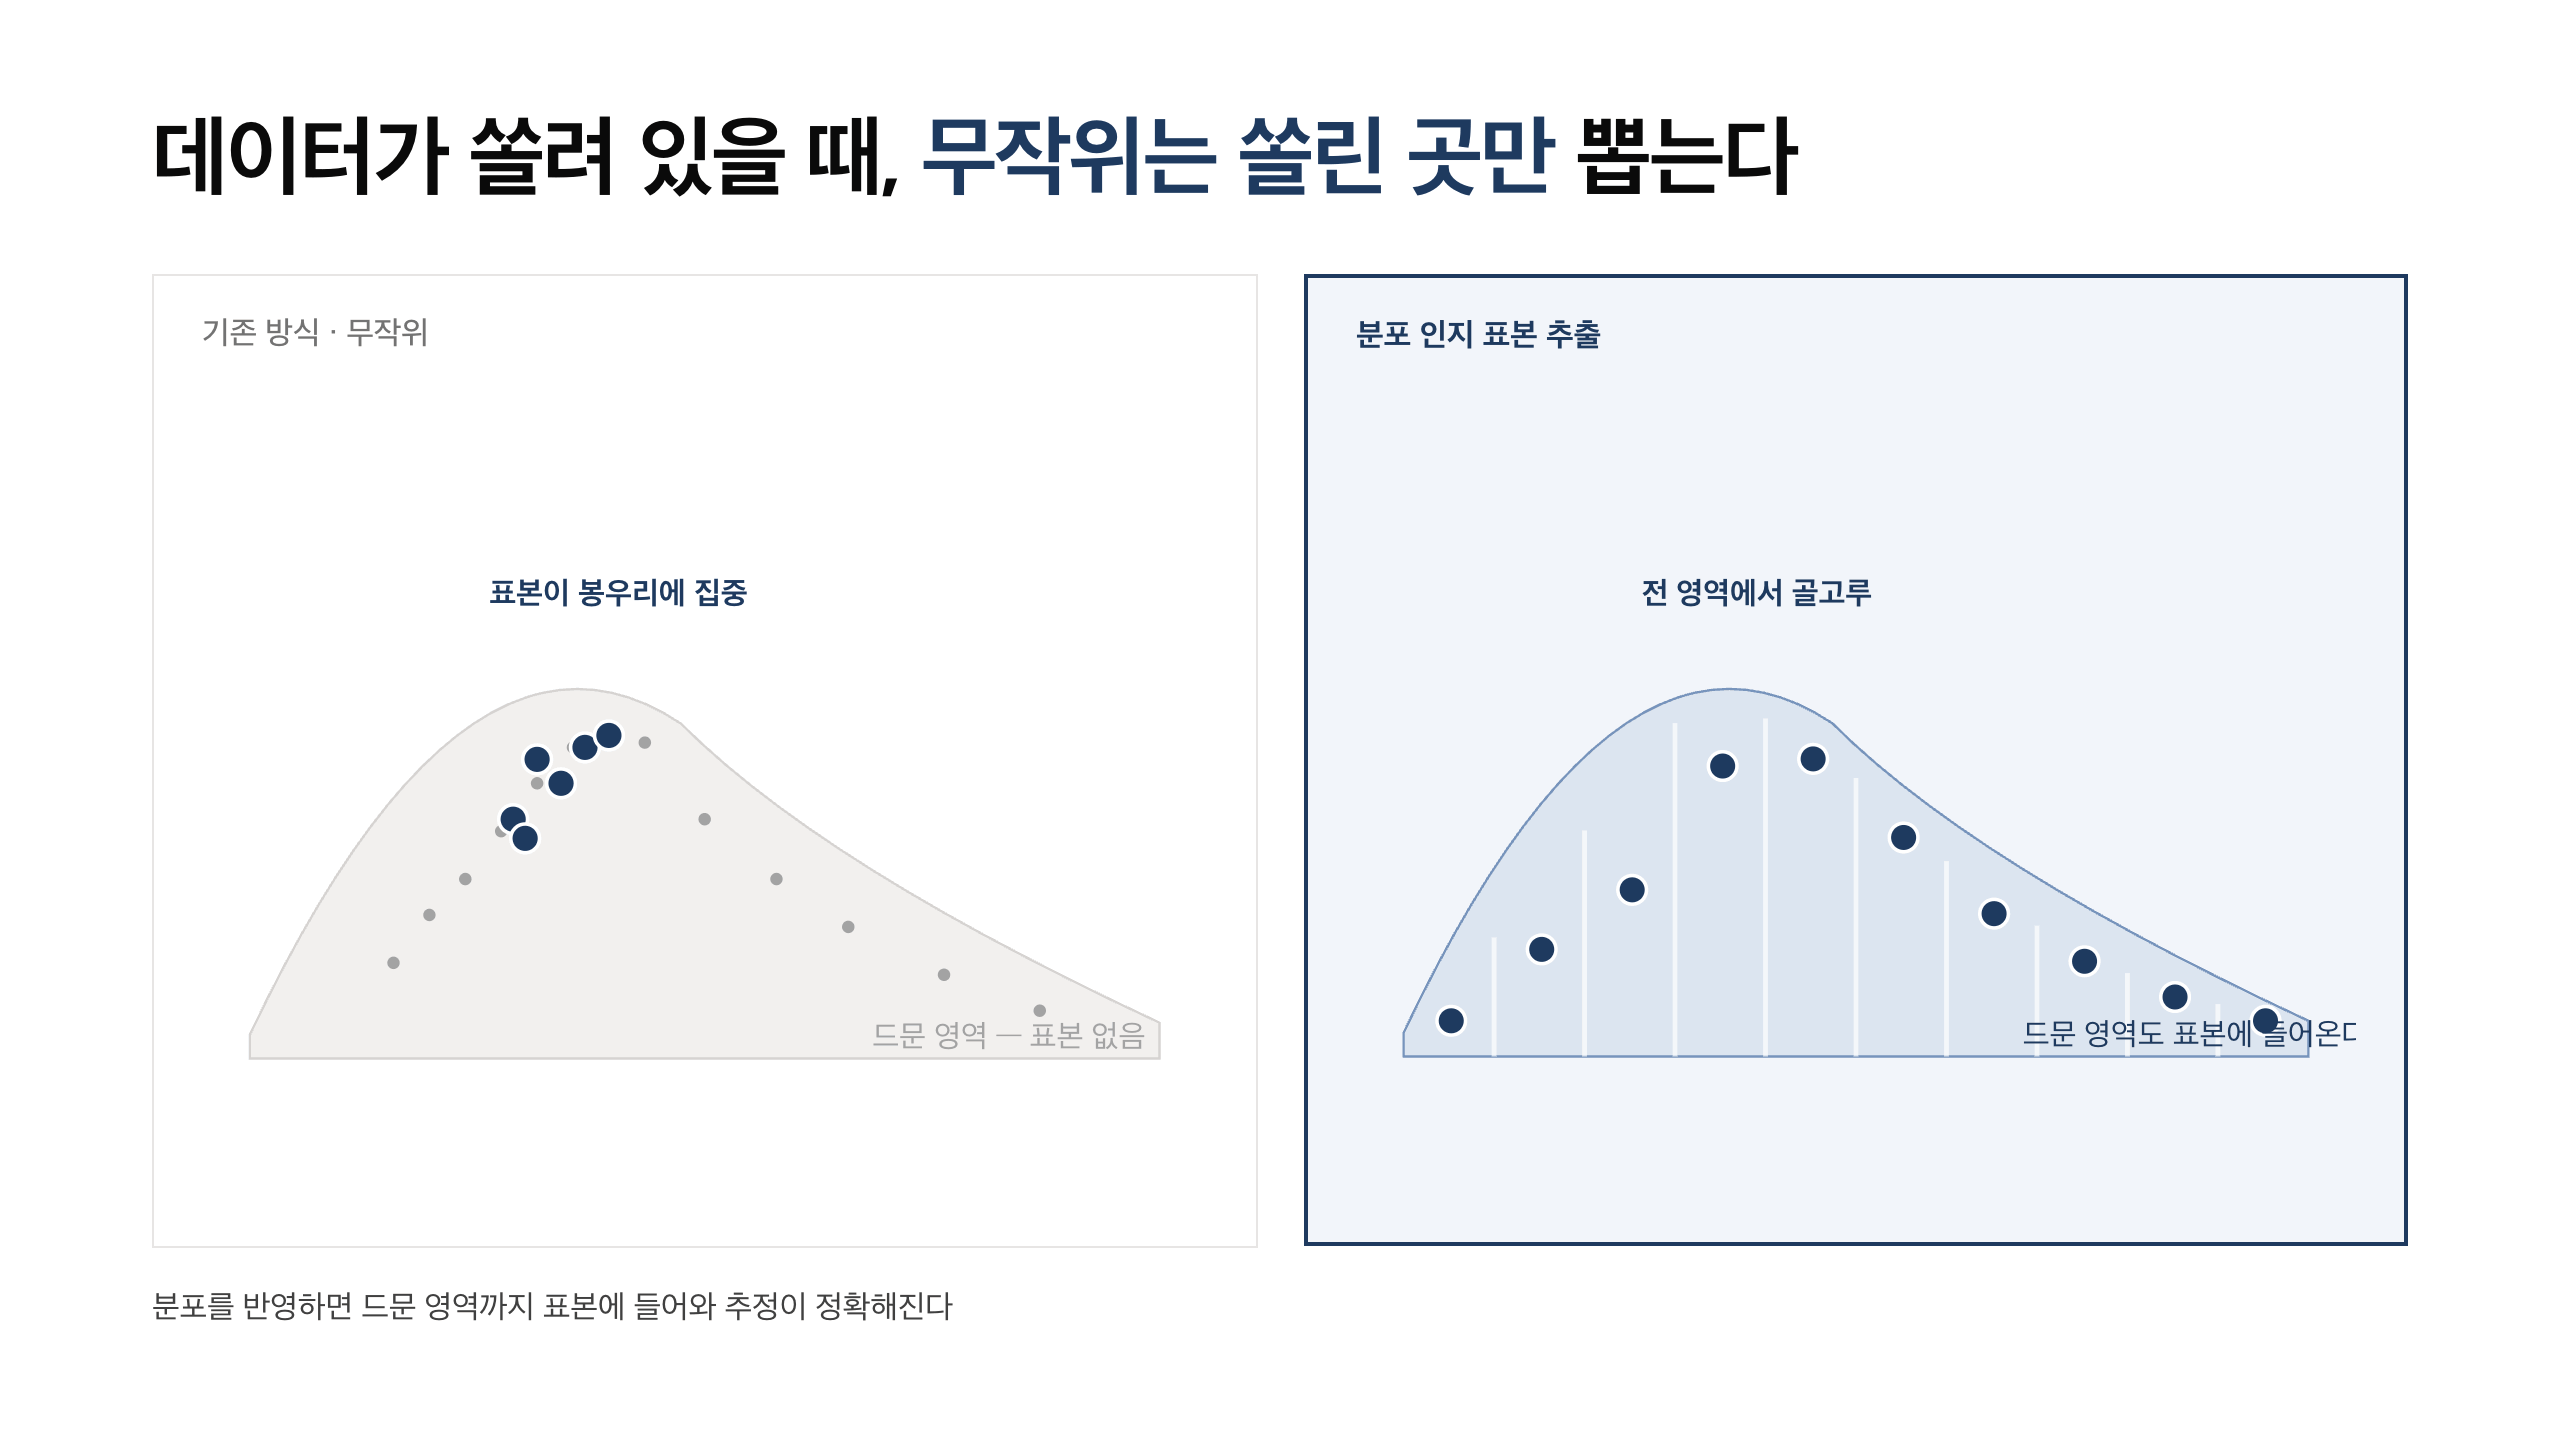 데이터가 쏠려 있을 때, 무작위는 쏠린 곳만 뽑는다
기존 방식 · 무작위
표본이 봉우리에 집중
드문 영역 — 표본 없음
분포 인지 표본 추출
전 영역에서 골고루
드문 영역도 표본에 들어온
분포를 반영하면 드문 영역까지 표본에 들어와 추정이 정확해진다